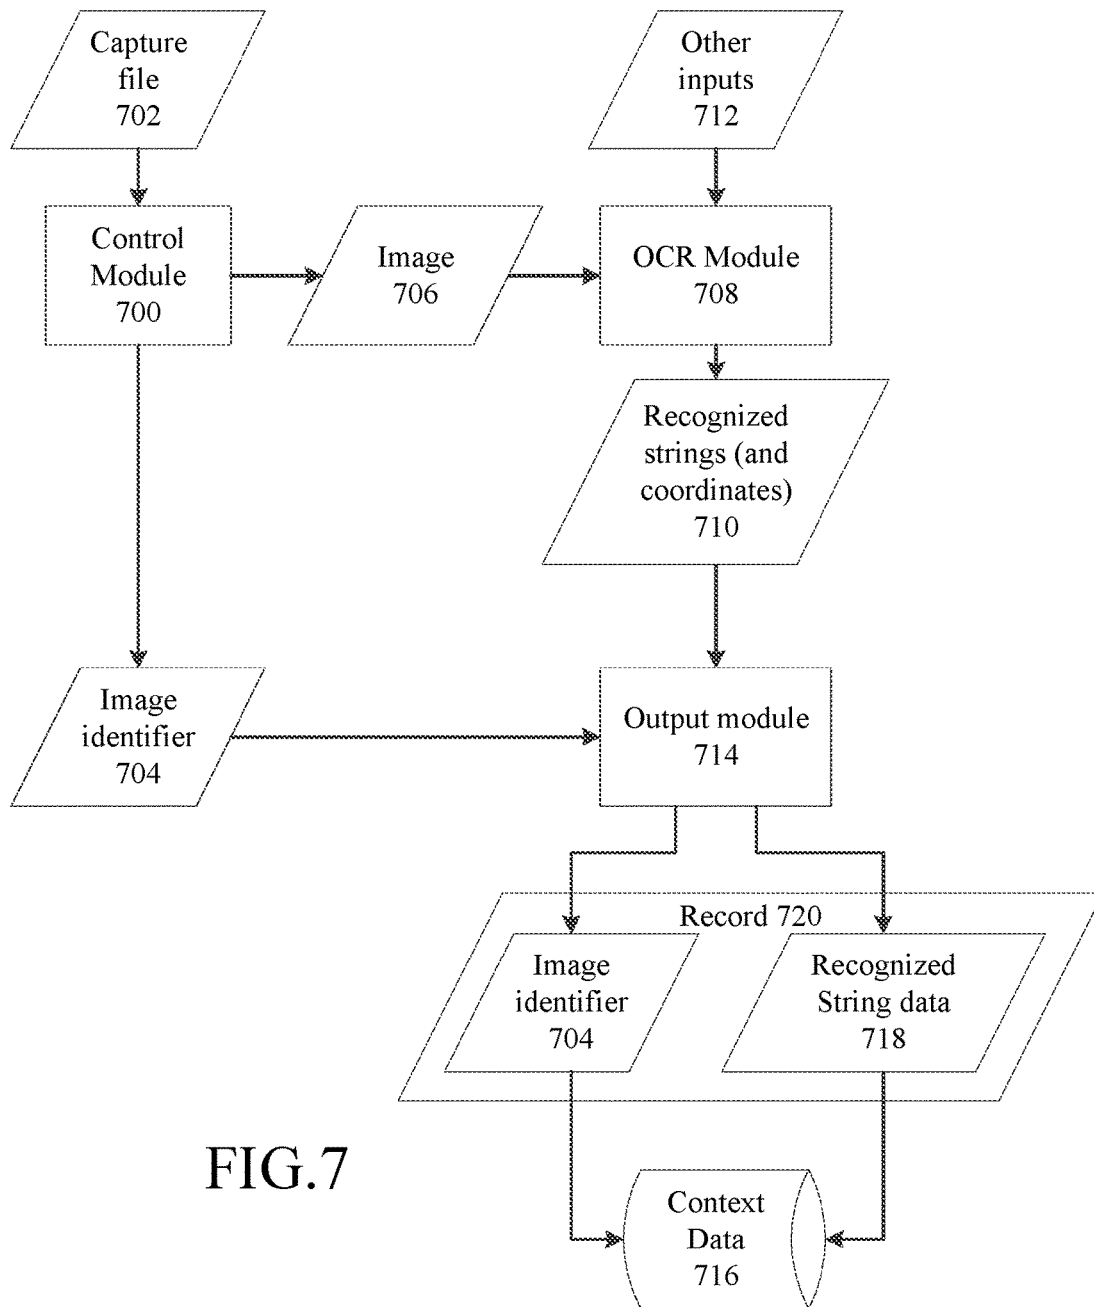 Capture
file
702
Other
inputs
712
Control
Module
700
Image
706
OCR Module
708
Recognized
strings (and
coordinates)
710
Image
identifier
704
Output module
714
Record 720
Image
identifier
704
Recognized
String data
718
FIG.7
Context
Data
716